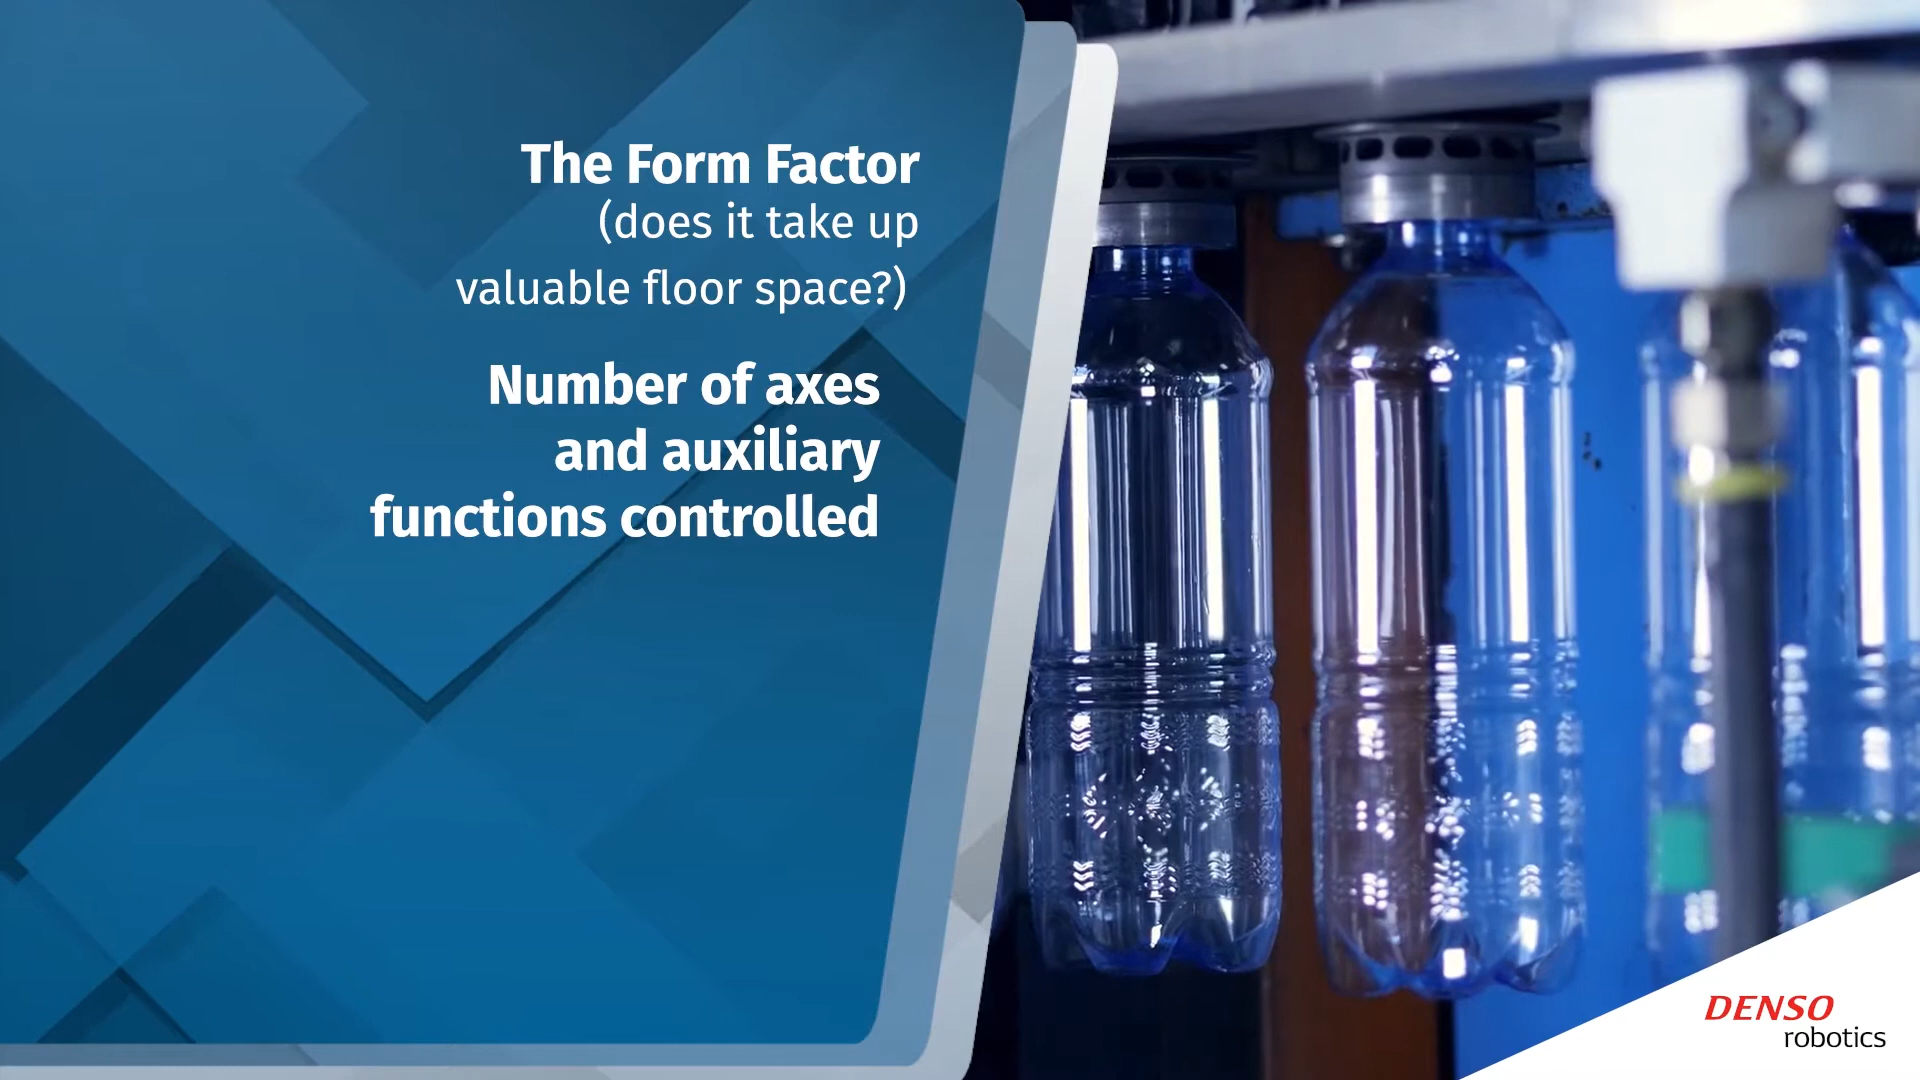 The Form Factor
(does it take up
valuable floor space?)
Number of axes
and auxiliary
functions controlled
DENSO
robotics